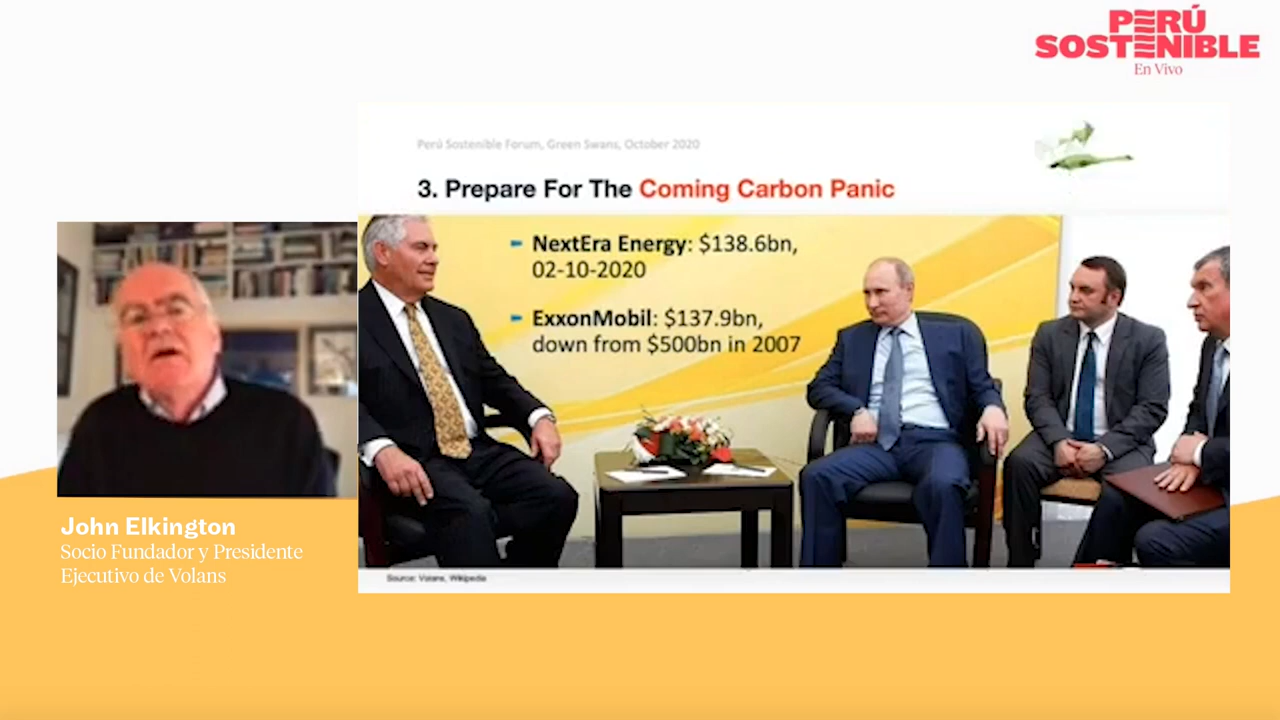 PERÚ
SOSTENIBLE
En Vivo
Perú Sostenible Forum, Green Swans, October 2020
3. Prepare For The Coming Carbon Panic
NextEra Energy: $138.6bn,
02-10-2020
ExxonMobil: $137.9bn,
down from $500bn in 2007
John Elkington
Socio Fundador y Presidente
Ejecutivo de Volans
Source: Volans, Wikipedia